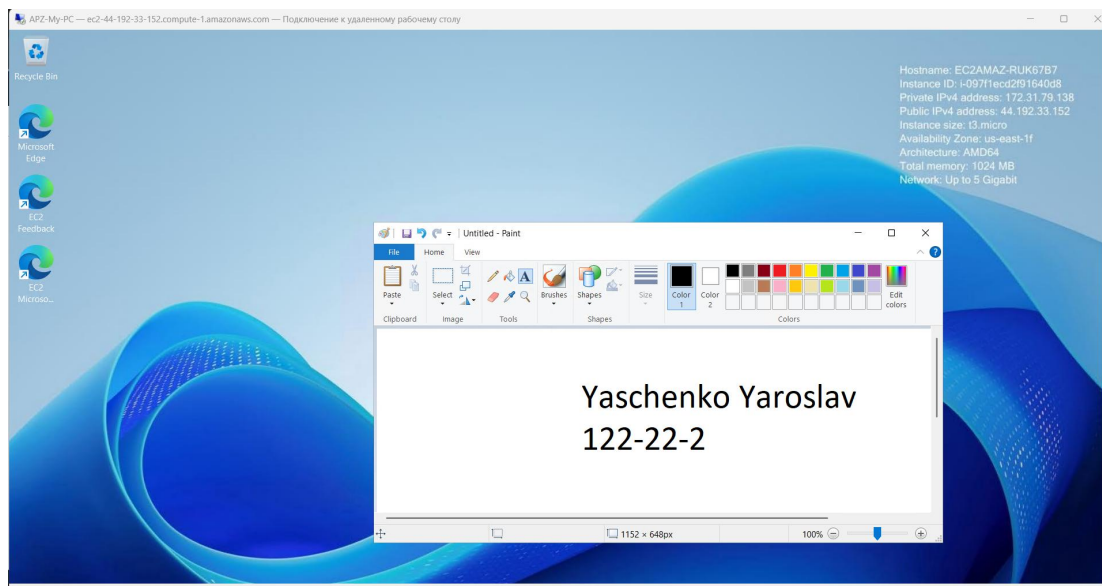 APZ-My-PC — ec2-44-192-33-152.compute-1.amazonaws.com — Подключение к удаленному рабочему столу
Recycle Bin
Microsoft
Edge
EC2
Feedback
EC2
Microso...
Hostname: EC2AMAZ-RUK67B7
Instance ID: i-097f1ecd2f91640d8
Private IPv4 address: 172.31.79.138
Public IPv4 address: 44.192.33.152
Instance size: t3.micro
Availability Zone: us-east-1f
Architecture: AMD64
Total memory: 1024 MB
Network: Up to 5 Gigabit
Untitled - Paint
File Home View
Paste Select A Brushes Shapes Size Color 1 Color 2 Edit colors
Clipboard Image Tools Shapes Colors
Yaschenko Yaroslav
122-22-2
1152 × 648px 100%